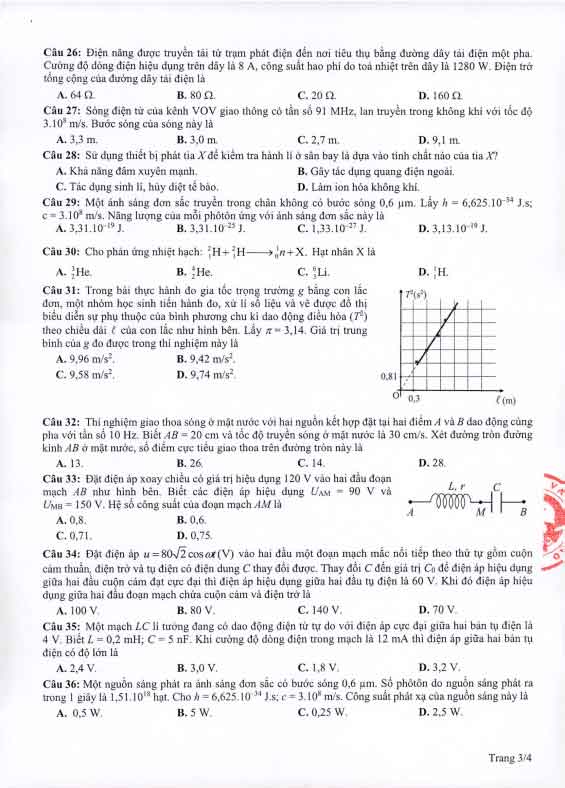 Câu 26: Điện năng được truyền tải từ trạm phát điện đến nơi tiêu thụ bằng đường dây tải điện một pha.
Cường độ dòng điện hiệu dụng trên dây là 8 A, công suất hao phí do toả nhiệt trên dây là 1280 W. Điện trở
tổng cộng của đường dây tải điện là
A. 64 Ω. B. 80 Ω. C. 20 Ω. D. 160 Ω.
Câu 27: Sóng điện từ của kênh VOV giao thông có tần số 91 MHz, lan truyền trong không khí với tốc độ
3.10⁸ m/s. Bước sóng của sóng này là
A. 3,3 m. B. 3,0 m. C. 2,7 m. D. 9,1 m.
Câu 28: Sử dụng thiết bị phát tia X để kiểm tra hành lí ở sân bay là dựa vào tính chất nào của tia X?
A. Khả năng đâm xuyên mạnh. B. Gây tác dụng quang điện ngoài.
C. Tác dụng sinh lí, hủy diệt tế bào. D. Làm ion hóa không khí.
Câu 29: Một ánh sáng đơn sắc truyền trong chân không có bước sóng 0,6 μm. Lấy h = 6,625.10⁻³⁴ J.s;
c = 3.10⁸ m/s. Năng lượng của mỗi phôtôn ứng với ánh sáng đơn sắc này là
A. 3,31.10⁻¹⁹ J. B. 3,31.10⁻²⁵ J. C. 1,33.10⁻²⁷ J. D. 3,13.10⁻¹⁹ J.
Câu 30: Cho phản ứng nhiệt hạch: ²₁H + ²₁H ⟶ ¹₀n + X. Hạt nhân X là
A. ³₂He. B. ⁴₂He. C. ⁶₃Li. D. ¹₁H.
Câu 31: Trong bài thực hành đo gia tốc trọng trường g bằng con lắc
đơn, một nhóm học sinh tiến hành đo, xử lí số liệu và vẽ được đồ thị
biểu diễn sự phụ thuộc của bình phương chu kì dao động điều hòa (T²)
theo chiều dài ℓ của con lắc như hình bên. Lấy π = 3,14. Giá trị trung
bình của g đo được trong thí nghiệm này là
A. 9,96 m/s². B. 9,42 m/s².
C. 9,58 m/s². D. 9,74 m/s².
T²(s²)
0,81
O 0,3 ℓ (m)
Câu 32: Thí nghiệm giao thoa sóng ở mặt nước với hai nguồn kết hợp đặt tại hai điểm A và B dao động cùng
pha với tần số 10 Hz. Biết AB = 20 cm và tốc độ truyền sóng ở mặt nước là 30 cm/s. Xét đường tròn đường
kính AB ở mặt nước, số điểm cực tiểu giao thoa trên đường tròn này là
A. 13. B. 26. C. 14. D. 28.
Câu 33: Đặt điện áp xoay chiều có giá trị hiệu dụng 120 V vào hai đầu đoạn
mạch AB như hình bên. Biết các điện áp hiệu dụng U_AM = 90 V và
U_MB = 150 V. Hệ số công suất của đoạn mạch AM là
A. 0,8. B. 0,6.
C. 0,71. D. 0,75.
L, r C
A M B
Câu 34: Đặt điện áp u = 80√2 cos ωt (V) vào hai đầu một đoạn mạch mắc nối tiếp theo thứ tự gồm cuộn
cảm thuần, điện trở và tụ điện có điện dung C thay đổi được. Thay đổi C đến giá trị C₀ để điện áp hiệu dụng
giữa hai đầu cuộn cảm đạt cực đại thì điện áp hiệu dụng giữa hai đầu tụ điện là 60 V. Khi đó điện áp hiệu
dụng giữa hai đầu đoạn mạch chứa cuộn cảm và điện trở là
A. 100 V. B. 80 V. C. 140 V. D. 70 V.
Câu 35: Một mạch LC lí tưởng đang có dao động điện từ tự do với điện áp cực đại giữa hai bản tụ điện là
4 V. Biết L = 0,2 mH; C = 5 nF. Khi cường độ dòng điện trong mạch là 12 mA thì điện áp giữa hai bản tụ
điện có độ lớn là
A. 2,4 V. B. 3,0 V. C. 1,8 V. D. 3,2 V.
Câu 36: Một nguồn sáng phát ra ánh sáng đơn sắc có bước sóng 0,6 μm. Số phôtôn do nguồn sáng phát ra
trong 1 giây là 1,51.10¹⁸ hạt. Cho h = 6,625.10⁻³⁴ J.s; c = 3.10⁸ m/s. Công suất phát xạ của nguồn sáng này là
A. 0,5 W. B. 5 W. C. 0,25 W. D. 2,5 W.
Trang 3/4